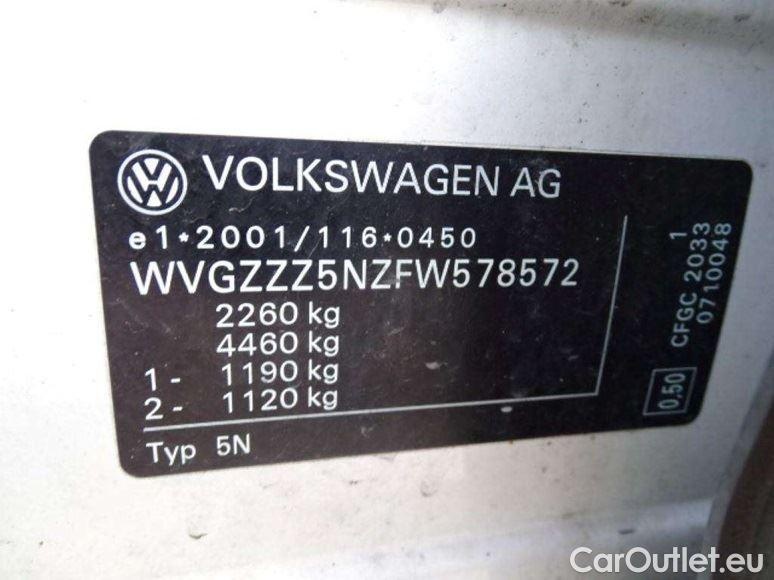 VOLKSWAGEN AG
e1*2001/116*0450
WVGZZZ5NZFW578572
2260 kg
4460 kg
1- 1190 kg
2- 1120 kg
Typ 5N
1
CFGC 2033
0710048
0,50
CarOutlet.eu